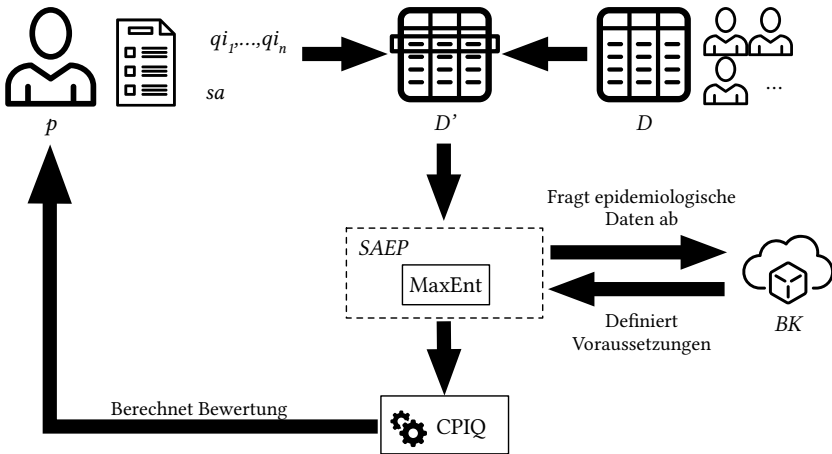 qi1,...,qin
sa
p
D’
D
...
Fragt epidemiologische
Daten ab
SAEP
MaxEnt
BK
Definiert
Voraussetzungen
Berechnet Bewertung
CPIQ